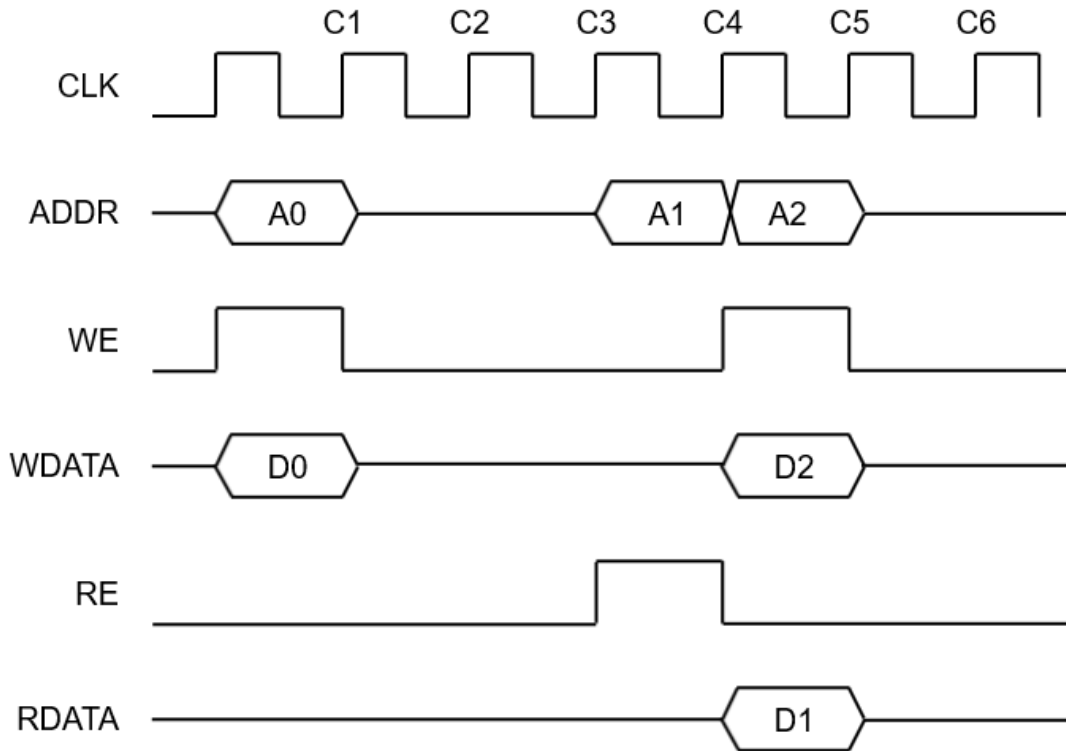 C1 C2 C3 C4 C5 C6
CLK
ADDR A0 A1 A2
WE
WDATA D0 D2
RE
RDATA D1